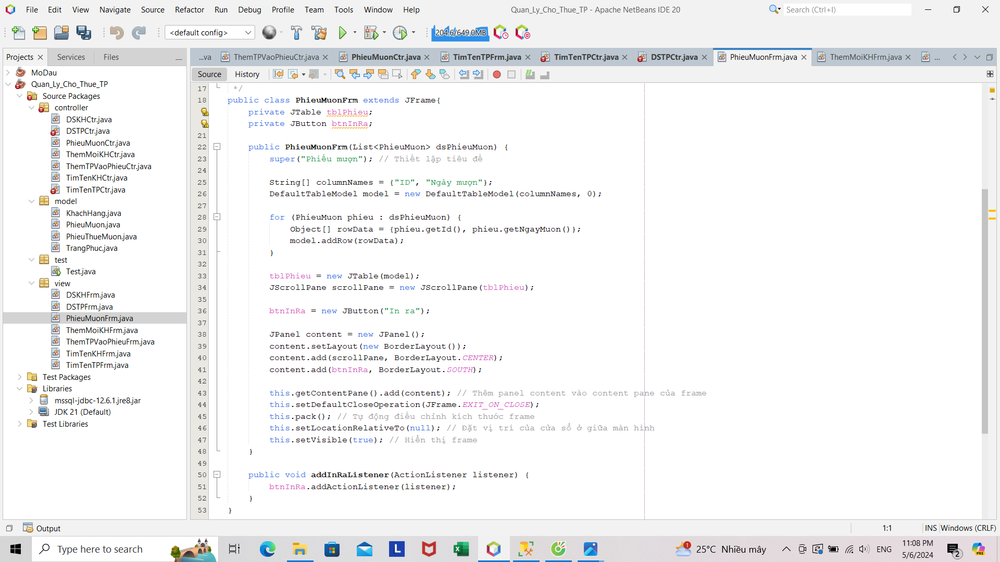 File Edit View Navigate Source Refactor Run Debug Profile Team Tools Window Help
Quan_Ly_Cho_Thue_TP - Apache NetBeans IDE 20
Search (Ctrl+I)
<default config>
204.6/649.0MB
Projects
Services
Files
...va
ThemTPVaoPhieuCtr.java
PhieuMuonCtr.java
TimTenTPFrm.java
TimTenTPCtr.java
DSTPCtr.java
PhieuMuonFrm.java
ThemMoiKHFrm.java
...
Source
History
MoDau
Quan_Ly_Cho_Thue_TP
Source Packages
controller
DSKHCtr.java
DSTPCtr.java
PhieuMuonCtr.java
ThemMoiKHCtr.java
ThemTPVaoPhieuCtr.java
TimTenKHCtr.java
TimTenTPCtr.java
model
KhachHang.java
PhieuMuon.java
PhieuThueMuon.java
TrangPhuc.java
test
Test.java
view
DSKHFrm.java
DSTPFrm.java
PhieuMuonFrm.java
ThemMoiKHFrm.java
ThemTPVaoPhieuFrm.java
TimTenKHFrm.java
TimTenTPFrm.java
Test Packages
Libraries
mssql-jdbc-12.6.1.jre8.jar
JDK 21 (Default)
Test Libraries
17 */
18 public class PhieuMuonFrm extends JFrame{
private JTable tblPhieu;
private JButton btnInRa;
21
22 public PhieuMuonFrm(List<PhieuMuon> dsPhieuMuon) {
23 super("Phiếu mượn"); // Thiết lập tiêu đề
24
25 String[] columnNames = {"ID", "Ngày mượn"};
26 DefaultTableModel model = new DefaultTableModel(columnNames, 0);
27
28 for (PhieuMuon phieu : dsPhieuMuon) {
29 Object[] rowData = {phieu.getId(), phieu.getNgayMuon()};
30 model.addRow(rowData);
31 }
32
33 tblPhieu = new JTable(model);
34 JScrollPane scrollPane = new JScrollPane(tblPhieu);
35
36 btnInRa = new JButton("In ra");
37
38 JPanel content = new JPanel();
39 content.setLayout(new BorderLayout());
40 content.add(scrollPane, BorderLayout.CENTER);
41 content.add(btnInRa, BorderLayout.SOUTH);
42
43 this.getContentPane().add(content); // Thêm panel content vào content pane của frame
44 this.setDefaultCloseOperation(JFrame.EXIT_ON_CLOSE);
45 this.pack(); // Tự động điều chỉnh kích thước frame
46 this.setLocationRelativeTo(null); // Đặt vị trí của cửa sổ ở giữa màn hình
47 this.setVisible(true); // Hiển thị frame
48 }
49
50 public void addInRaListener(ActionListener listener) {
51 btnInRa.addActionListener(listener);
52 }
53 }
Output
1:1
INS
Windows (CRLF)
Type here to search
L
1
25°C Nhiều mây
ENG
11:08 PM
5/6/2024
2
PRE